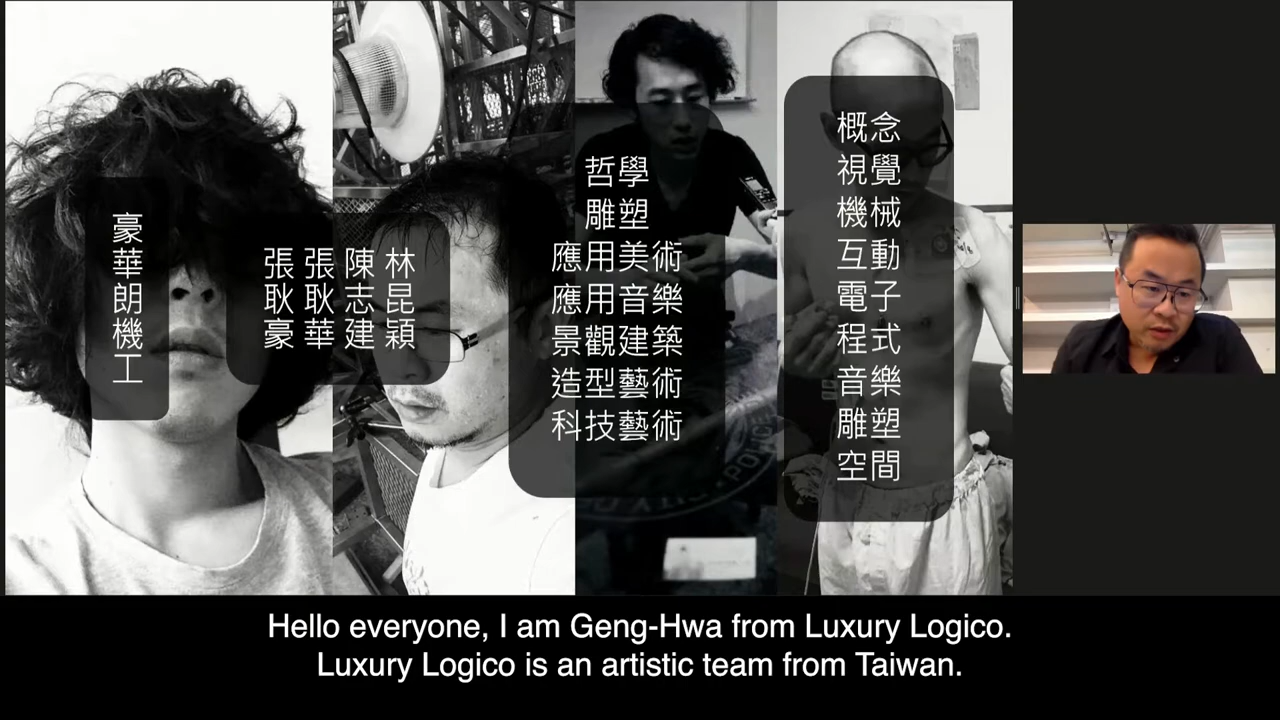 豪華朗機工
張耿豪
張耿華
陳志建
林昆穎
哲學
雕塑
應用美術
應用音樂
景觀建築
造型藝術
科技藝術
概念
視覺
機械
互動
電子
程式
音樂
雕塑
空間
Hello everyone, I am Geng-Hwa from Luxury Logico.
Luxury Logico is an artistic team from Taiwan.